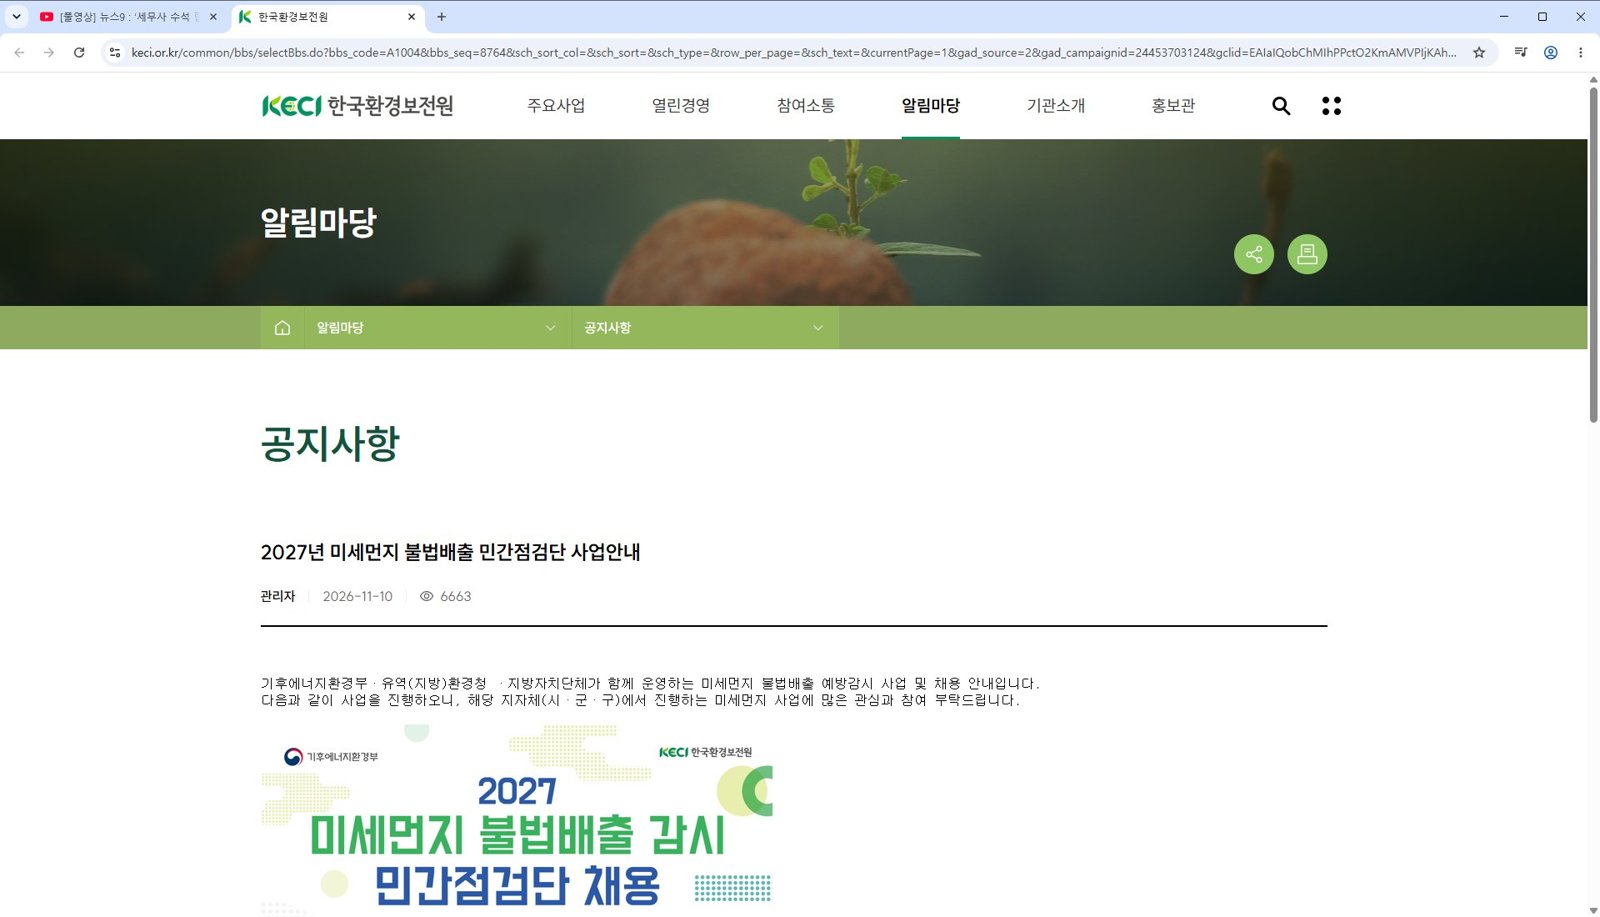 [풀영상] 뉴스9 : '세무사 수석
한국환경보전원
keci.or.kr/common/bbs/selectBbs.do?bbs_code=A1004&bbs_seq=8764&sch_sort_col=&sch_sort=&sch_type=&row_per_page=&sch_text=&currentPage=1&gad_source=2&gad_campaignid=24453703124&gclid=EAIaIQobChMIhPPctO2KmAMVPIjKAh...
KECI 한국환경보전원
주요사업 열린경영 참여소통 알림마당 기관소개 홍보관
알림마당
알림마당 공지사항
공지사항
2027년 미세먼지 불법배출 민간점검단 사업안내
관리자 2026-11-10 6663
기후에너지환경부ㆍ유역(지방)환경청 ㆍ지방자치단체가 함께 운영하는 미세먼지 불법배출 예방감시 사업 및 채용 안내입니다.
다음과 같이 사업을 진행하오니, 해당 지자체(시ㆍ군ㆍ구)에서 진행하는 미세먼지 사업에 많은 관심과 참여 부탁드립니다.
기후에너지환경부 KECI 한국환경보전원
2027
미세먼지 불법배출 감시
민간점검단 채용